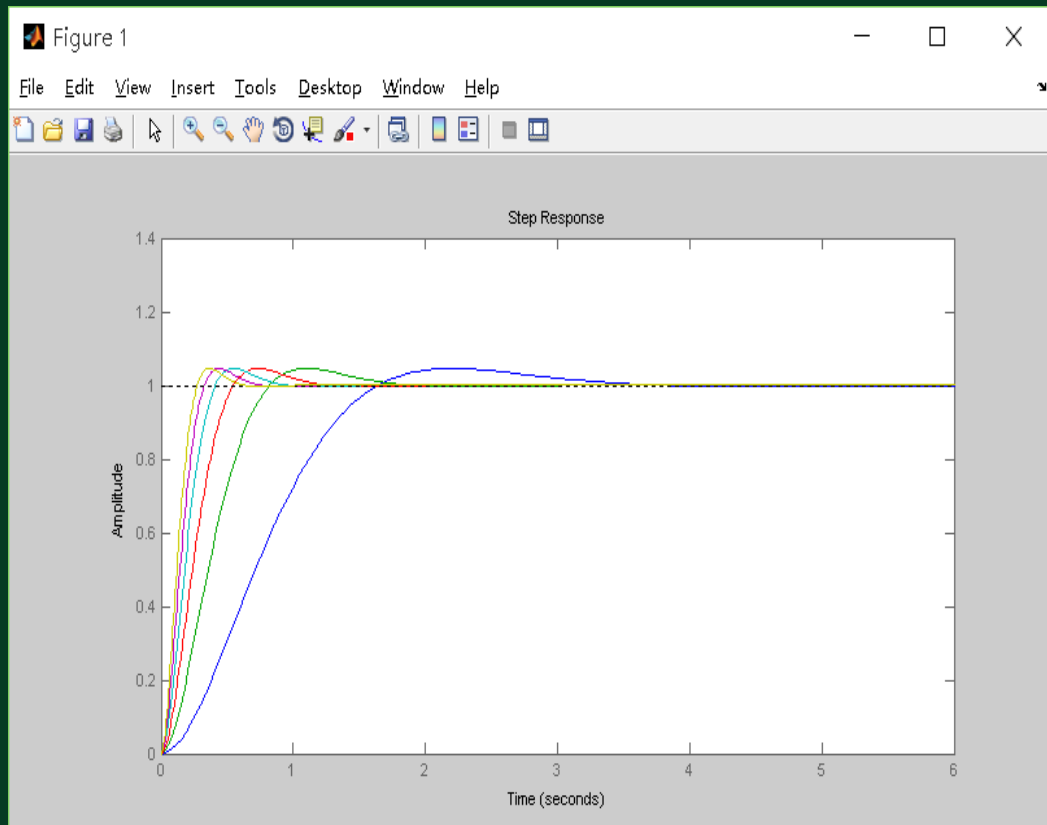 Figure 1
File Edit View Insert Tools Desktop Window Help
Step Response
1.4
1.2
1
0.8
0.6
0.4
0.2
0
Amplitude
0 1 2 3 4 5 6
Time (seconds)